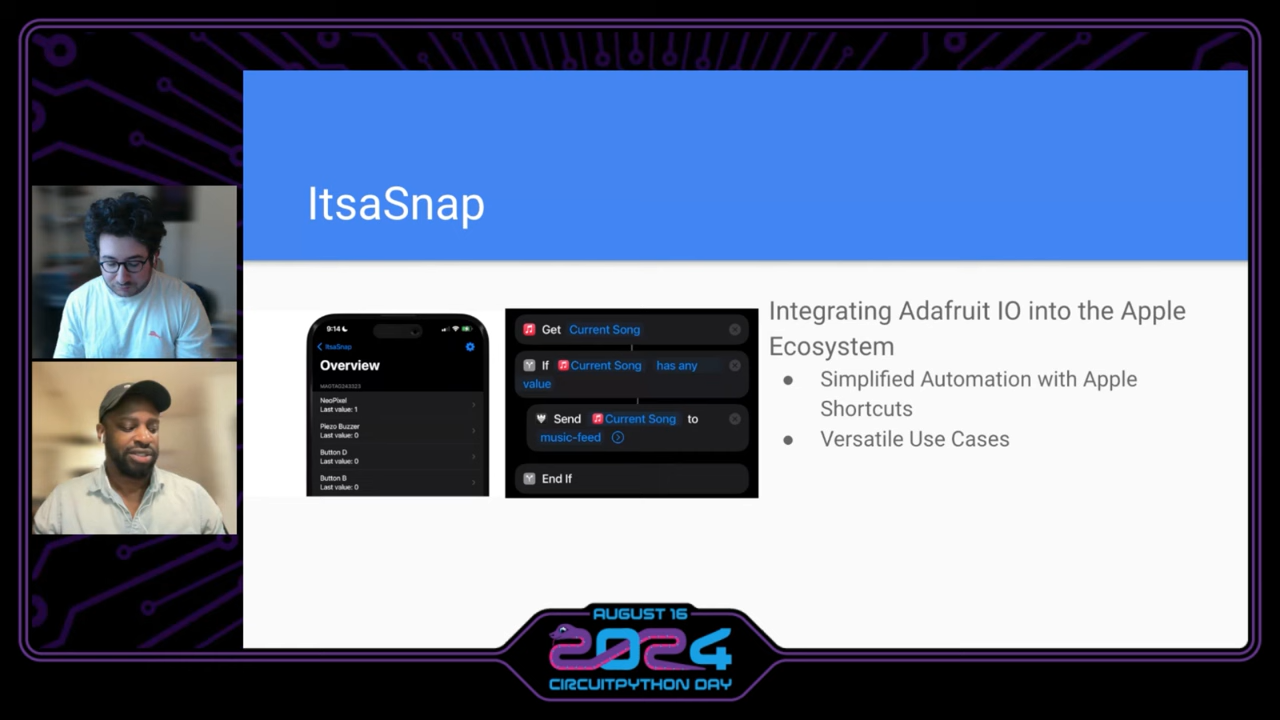 ItsaSnap
9:14
ItsaSnap
Overview
MAGTAG243323
NeoPixel
Last value: 1
Piezo Buzzer
Last value: 0
Button D
Last value: 0
Button B
Last value: 0
Get Current Song
If Current Song has any
value
Send Current Song to
music-feed
End If
Integrating Adafruit IO into the Apple
Ecosystem
● Simplified Automation with Apple
Shortcuts
● Versatile Use Cases
AUGUST 16
2024
CIRCUITPYTHON DAY